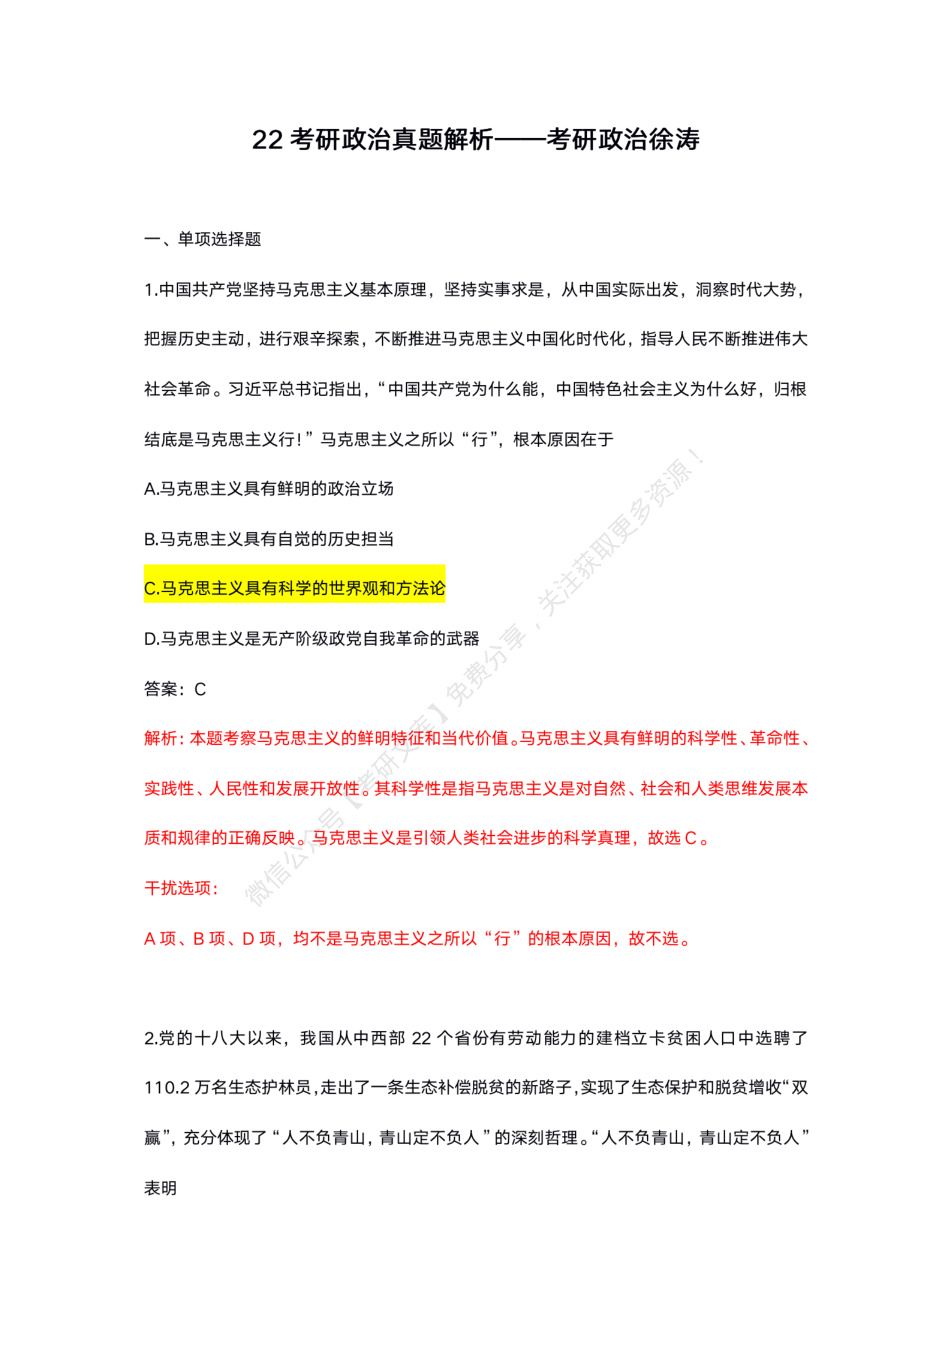 22 考研政治真题解析——考研政治徐涛
一、单项选择题
1.中国共产党坚持马克思主义基本原理，坚持实事求是，从中国实际出发，洞察时代大势，
把握历史主动，进行艰辛探索，不断推进马克思主义中国化时代化，指导人民不断推进伟大
社会革命。习近平总书记指出，“中国共产党为什么能，中国特色社会主义为什么好，归根
结底是马克思主义行！”马克思主义之所以“行”，根本原因在于
A.马克思主义具有鲜明的政治立场
B.马克思主义具有自觉的历史担当
C.马克思主义具有科学的世界观和方法论
D.马克思主义是无产阶级政党自我革命的武器
答案：C
解析：本题考察马克思主义的鲜明特征和当代价值。马克思主义具有鲜明的科学性、革命性、
实践性、人民性和发展开放性。其科学性是指马克思主义是对自然、社会和人类思维发展本
质和规律的正确反映。马克思主义是引领人类社会进步的科学真理，故选 C 。
干扰选项：
A 项、B 项、D 项，均不是马克思主义之所以“行”的根本原因，故不选。
2.党的十八大以来，我国从中西部 22 个省份有劳动能力的建档立卡贫困人口中选聘了
110.2 万名生态护林员，走出了一条生态补偿脱贫的新路子，实现了生态保护和脱贫增收“双
赢”，充分体现了“人不负青山，青山定不负人”的深刻哲理。“人不负青山，青山定不负人”
表明
微信公众号【考研文库】免费分享，关注获取更多资源！